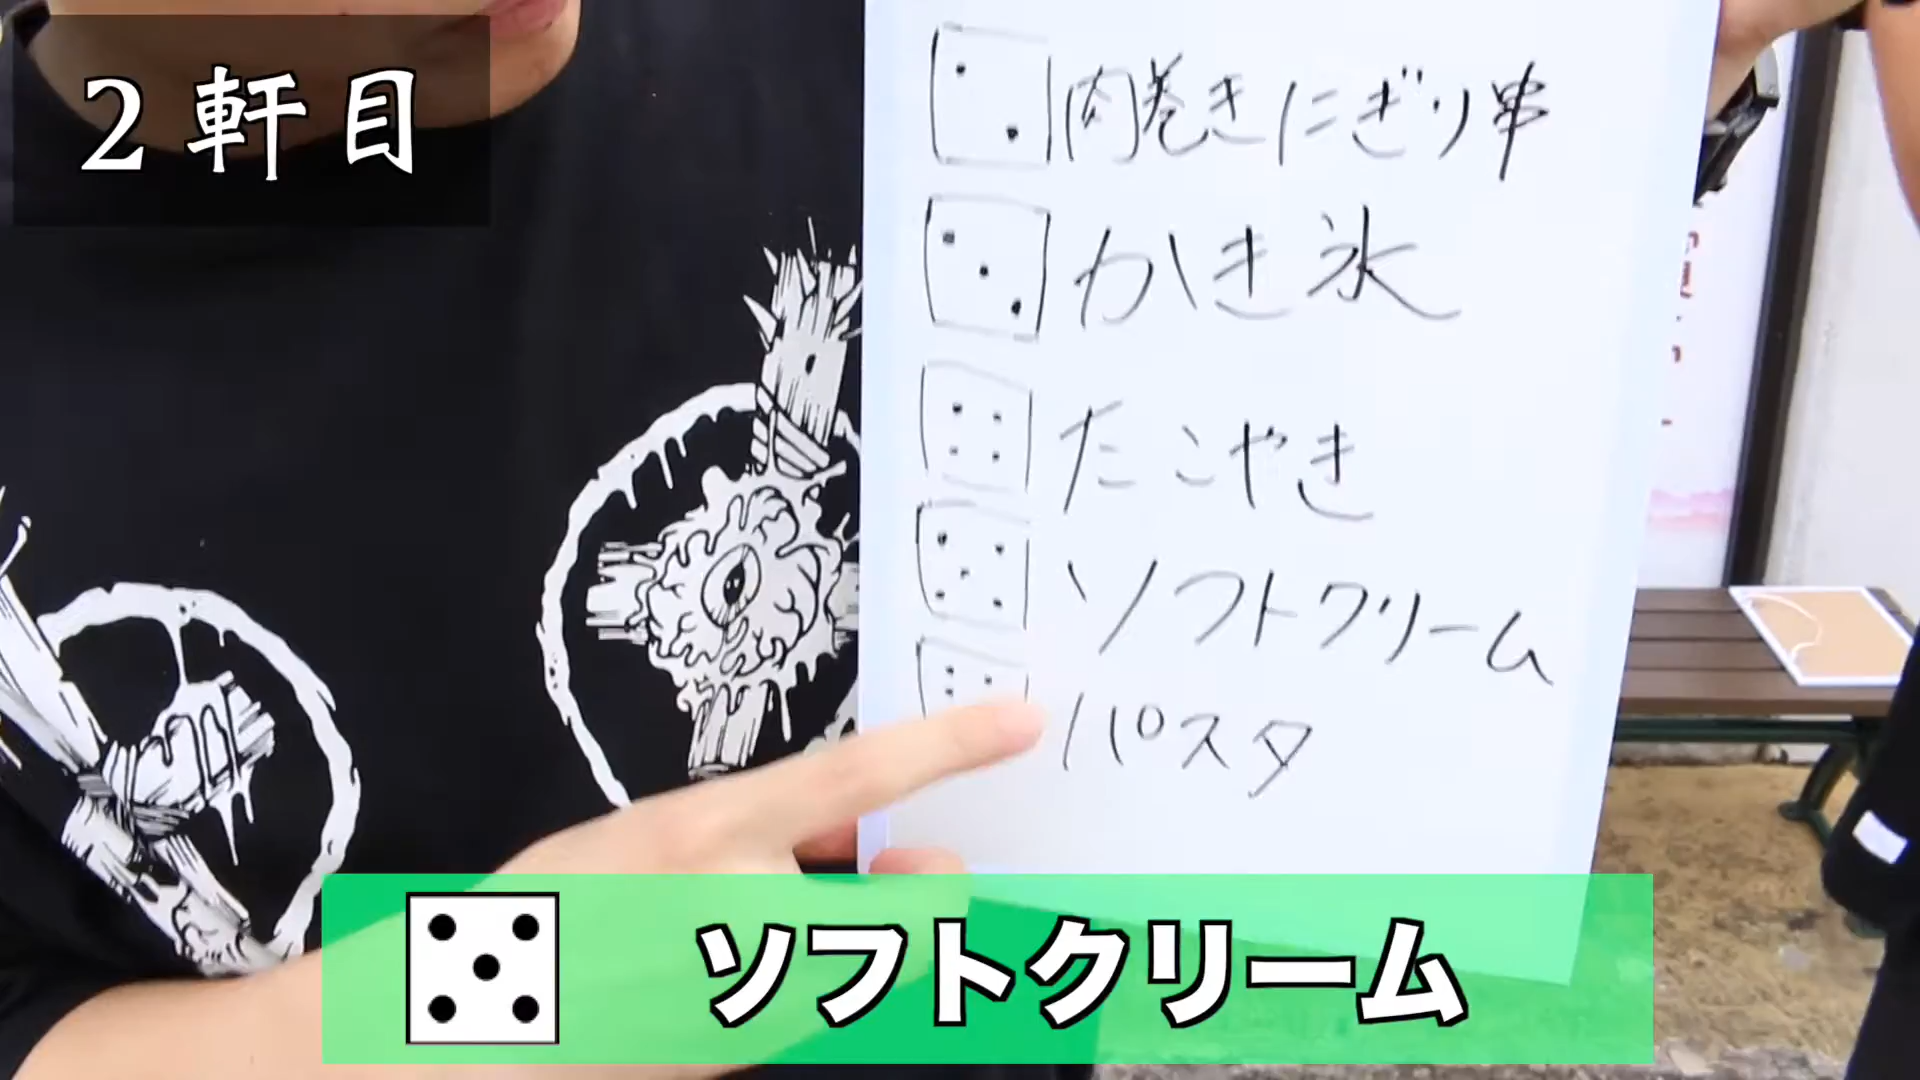 2軒目
肉巻きにぎり串
かき氷
たこやき
ソフトクリーム
パスタ
ソフトクリーム